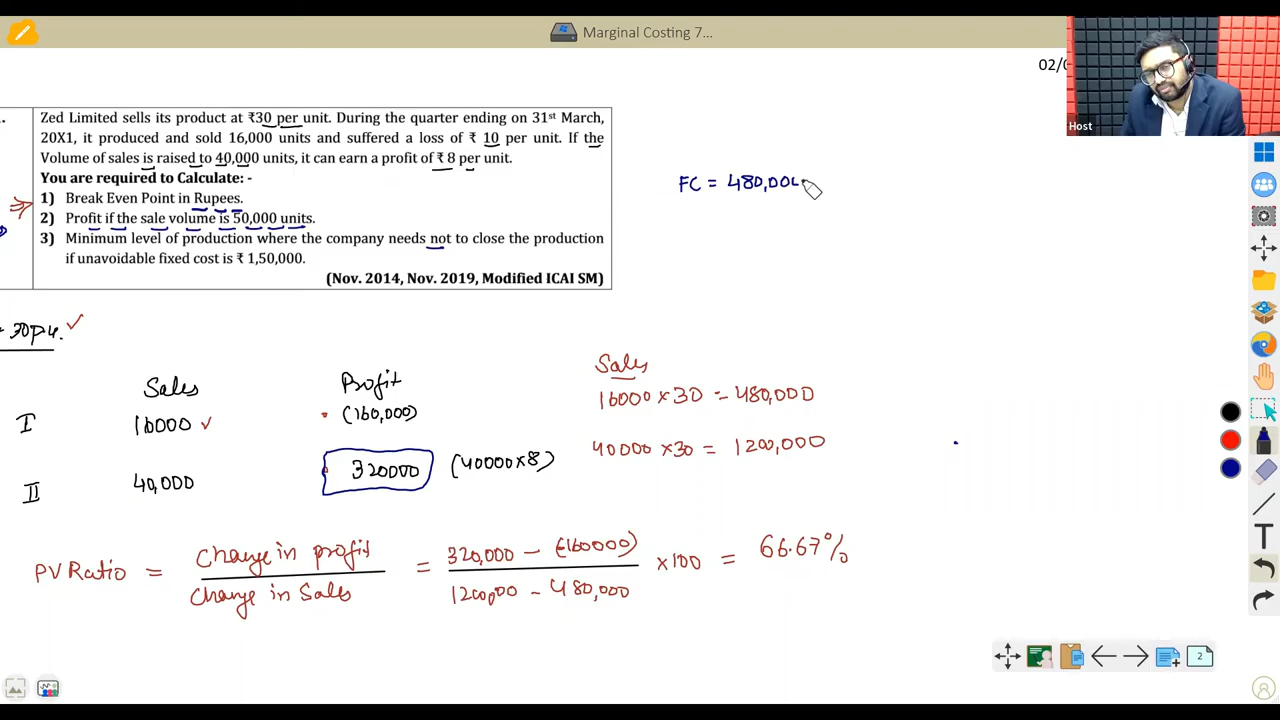 Marginal Costing 7...
02/0
Host
Zed Limited sells its product at ₹30 per unit. During the quarter ending on 31st March,
20X1, it produced and sold 16,000 units and suffered a loss of ₹ 10 per unit. If the
Volume of sales is raised to 40,000 units, it can earn a profit of ₹ 8 per unit.
You are required to Calculate: -
1) Break Even Point in Rupees.
2) Profit if the sale volume is 50,000 units.
3) Minimum level of production where the company needs not to close the production
if unavoidable fixed cost is ₹ 1,50,000.
(Nov. 2014, Nov. 2019, Modified ICAI SM)
FC = 480,000
= 30p.u.
Sales Profit
I 16000 (160,000)
II 40,000 320000 (40000×8)
Sales
16000 × 30 = 480,000
40000 × 30 = 1200,000
PV Ratio = Change in profit / Change in Sales = 320,000 - (160000) / 1200,00 - 480,000 × 100 = 66.67%
T
2